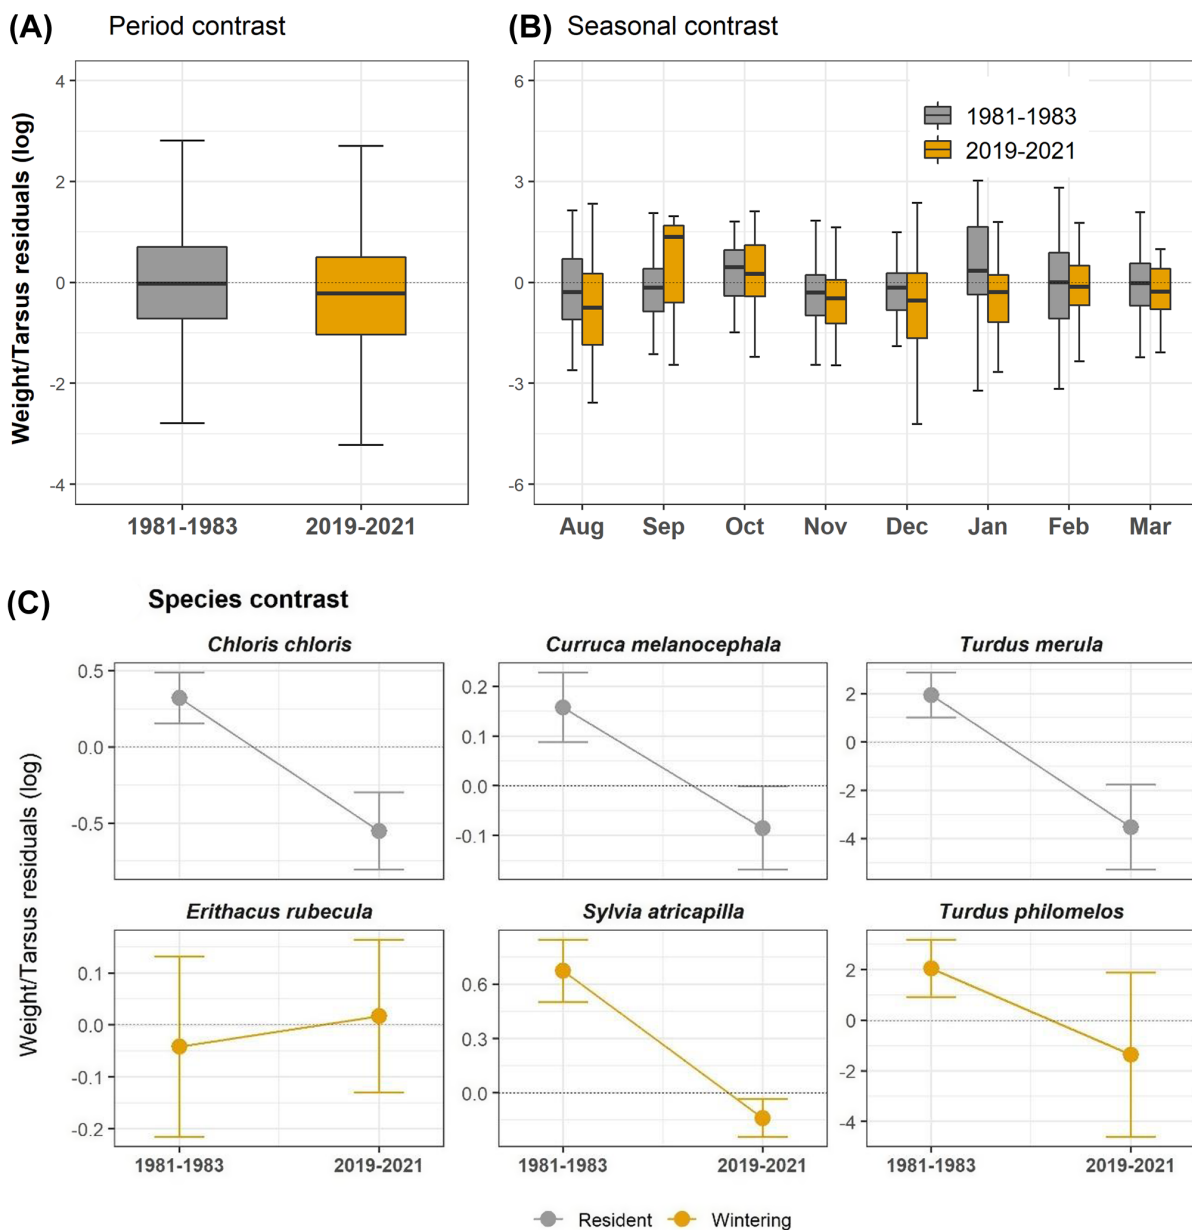 (A) Period contrast
(B) Seasonal contrast
Weight/Tarsus residuals (log)
4
2
0
-2
-4
1981-1983 2019-2021
6
3
0
-3
-6
1981-1983
2019-2021
Aug Sep Oct Nov Dec Jan Feb Mar
(C) Species contrast
Weight/Tarsus residuals (log)
Chloris chloris
0.5
0.0
-0.5
Curruca melanocephala
0.2
0.1
0.0
-0.1
Turdus merula
2
0
-2
-4
Erithacus rubecula
0.1
0.0
-0.1
-0.2
1981-1983 2019-2021
Sylvia atricapilla
0.6
0.3
0.0
1981-1983 2019-2021
Turdus philomelos
2
0
-2
-4
1981-1983 2019-2021
Resident Wintering